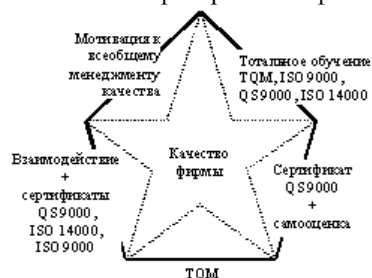 Мотивация к
всеобщему
менеджменту
качества
Тотальное обучение
TQM, ISO 9000,
QS9000, ISO 14000
Взаимодействие
+
сертификаты
QS9000,
ISO 14000,
ISO 9000
Качество
фирмы
Сертификат
QS9000
+
самооценка
TQM